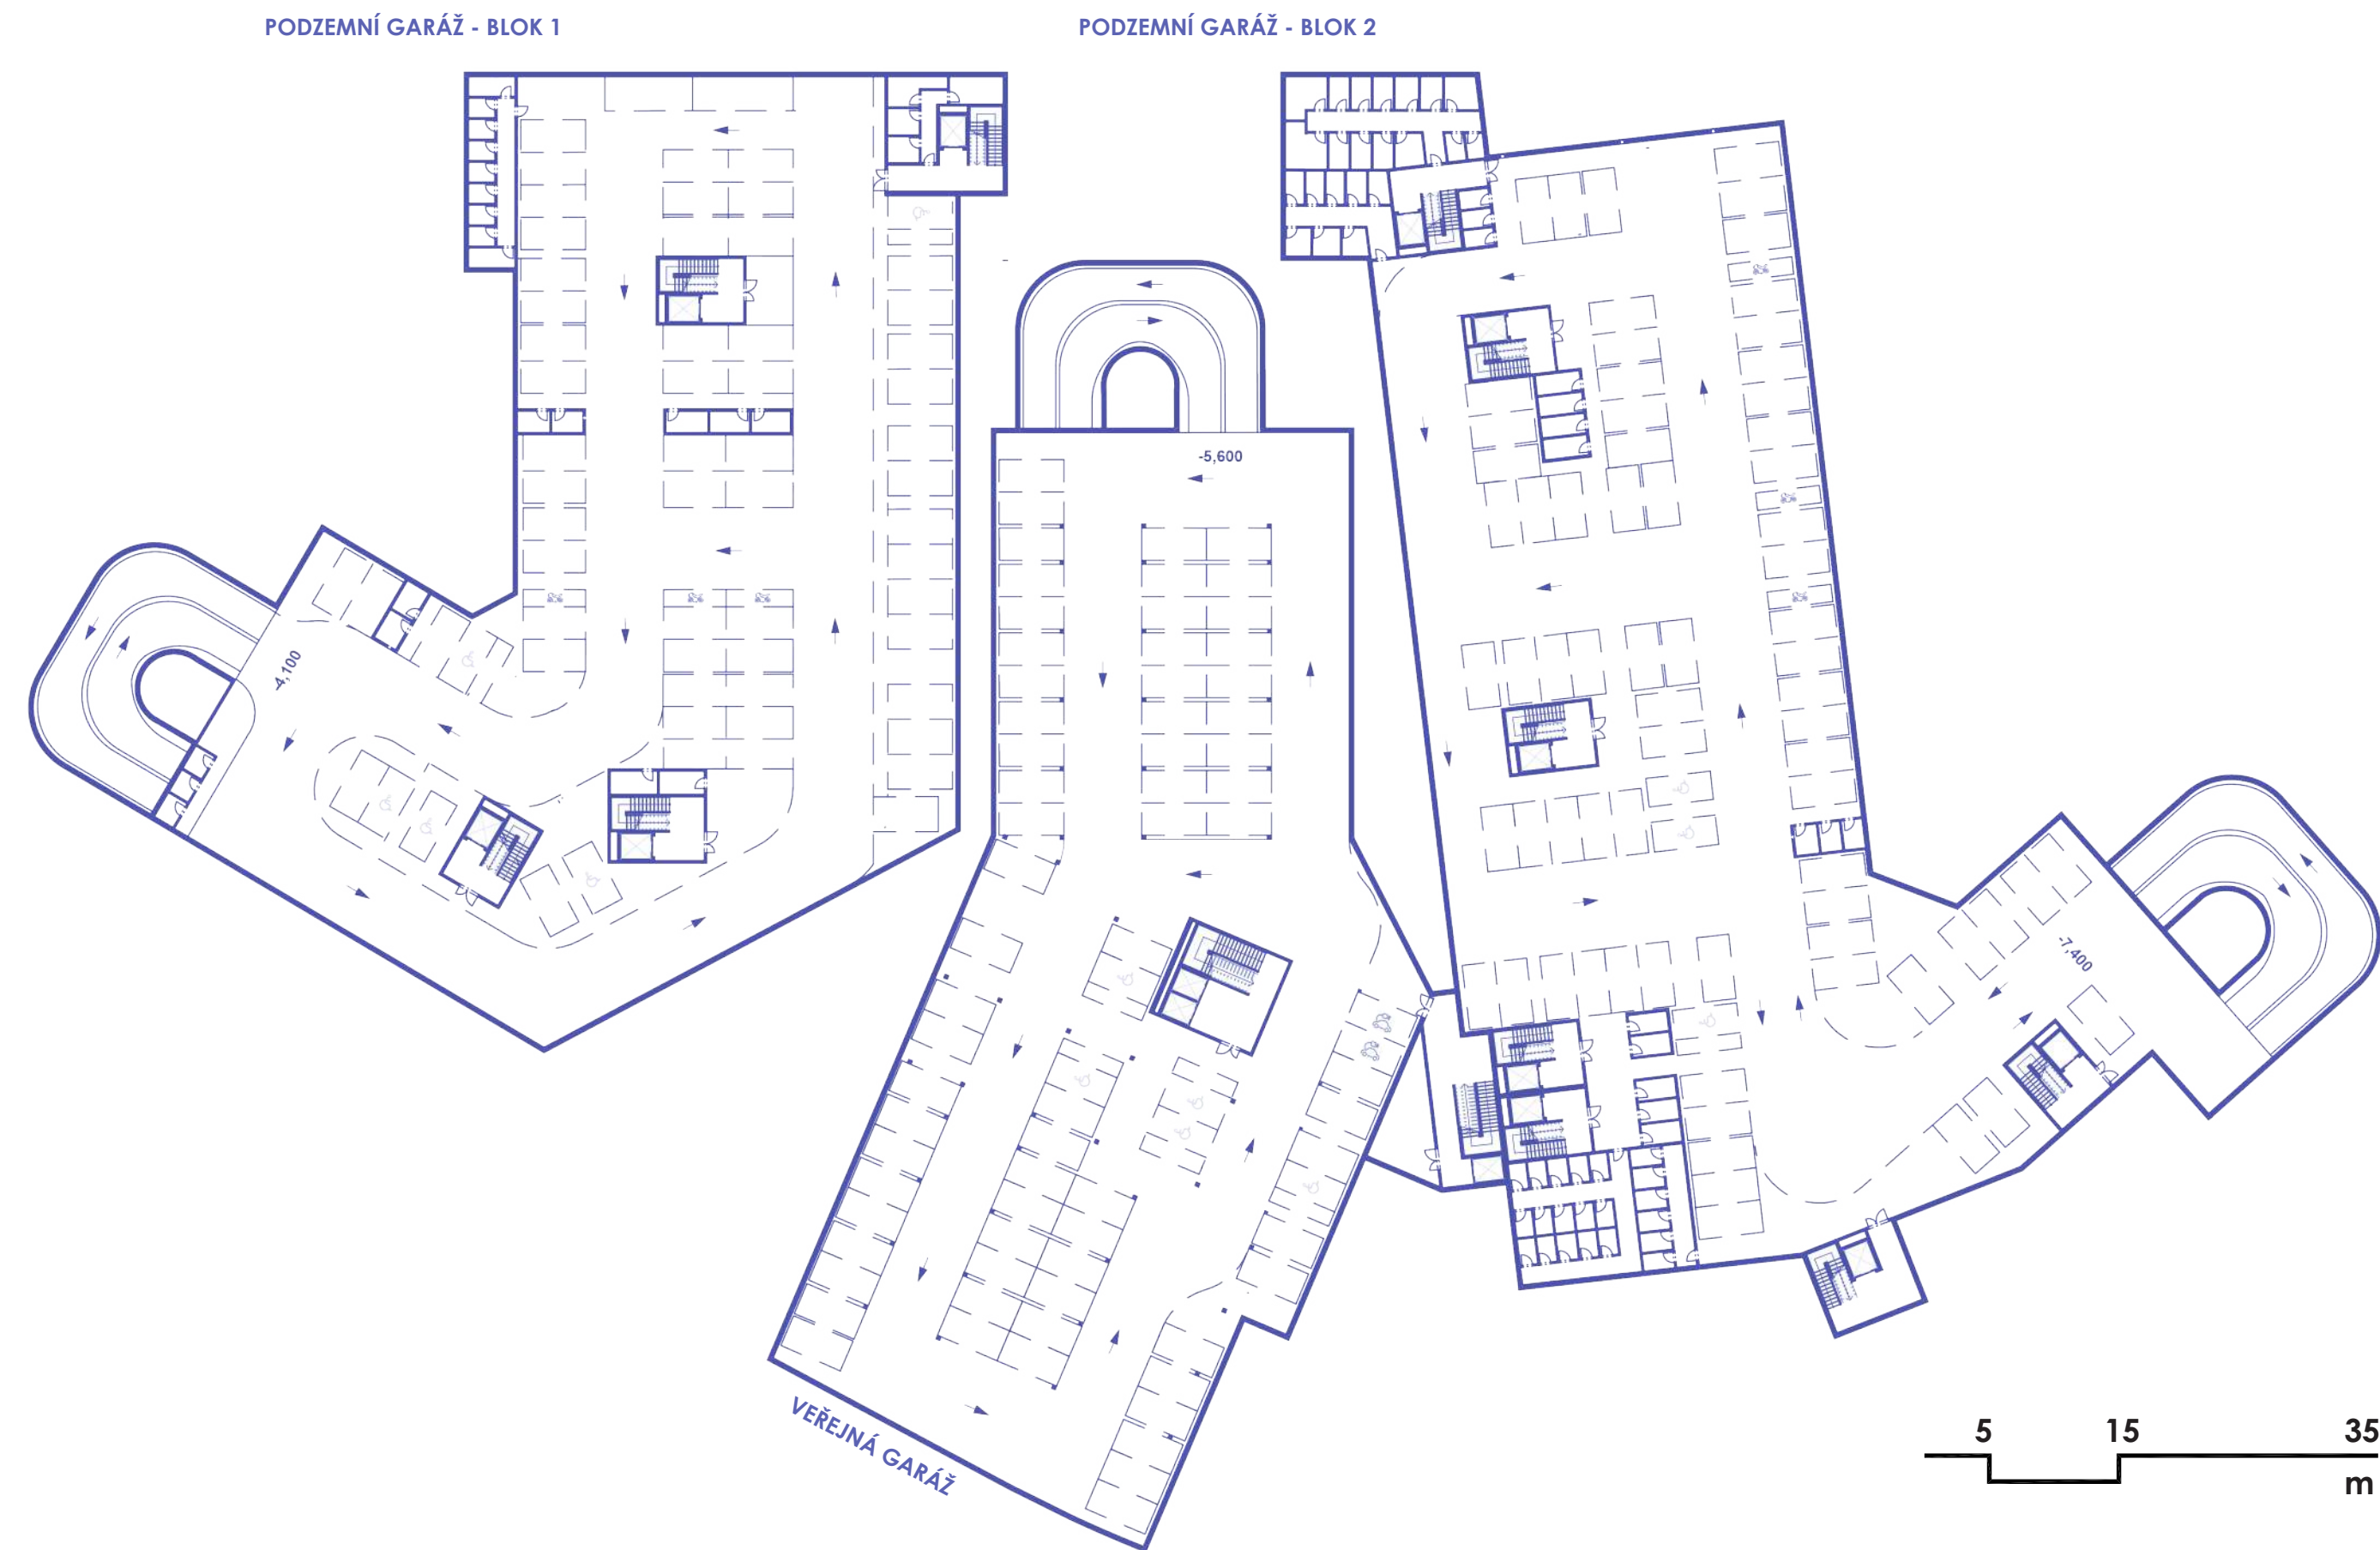 PODZEMNÍ GARÁŽ - BLOK 1
PODZEMNÍ GARÁŽ - BLOK 2
-5,600
-4,100
-7,400
VEŘEJNÁ GARÁŽ
5 15 35
m